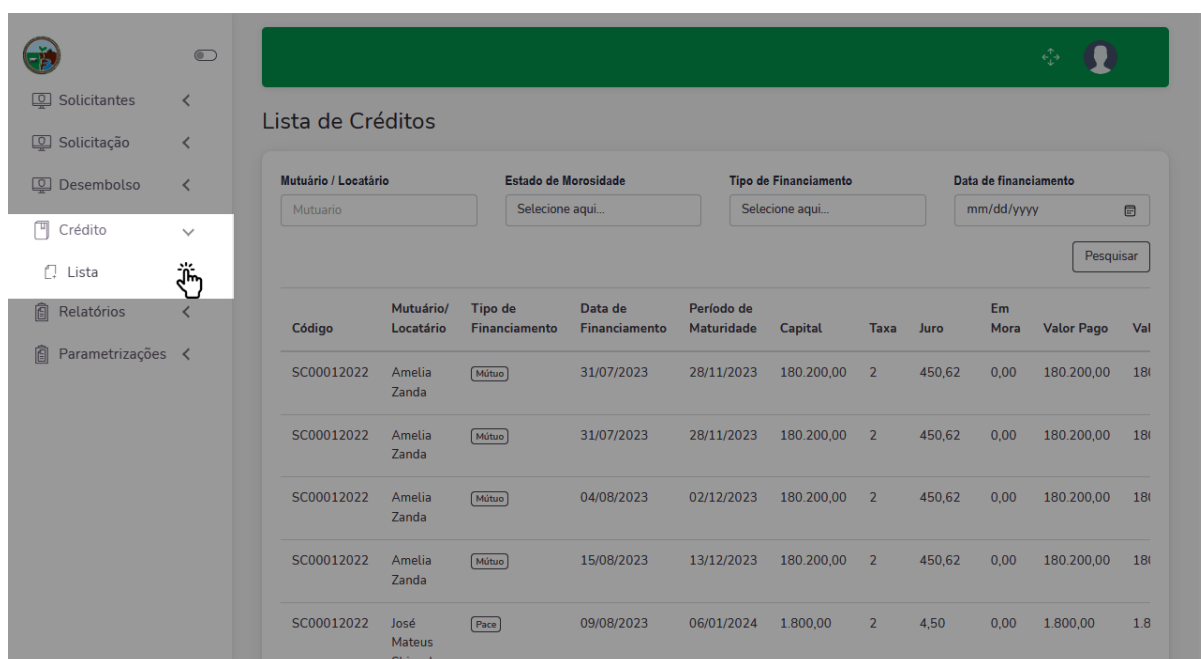 Solicitantes
Solicitação
Desembolso
Crédito
Lista
Relatórios
Parametrizações
Lista de Créditos
Mutuário / Locatário Estado de Morosidade Tipo de Financiamento Data de financiamento
Mutuario Selecione aqui... Selecione aqui... mm/dd/yyyy
Pesquisar
Mutuário/ Tipo de Data de Período de Em
Código Locatário Financiamento Financiamento Maturidade Capital Taxa Juro Mora Valor Pago Val
SC00012022 Amelia Mútuo 31/07/2023 28/11/2023 180.200,00 2 450,62 0,00 180.200,00 180
Zanda
SC00012022 Amelia Mútuo 31/07/2023 28/11/2023 180.200,00 2 450,62 0,00 180.200,00 180
Zanda
SC00012022 Amelia Mútuo 04/08/2023 02/12/2023 180.200,00 2 450,62 0,00 180.200,00 180
Zanda
SC00012022 Amelia Mútuo 15/08/2023 13/12/2023 180.200,00 2 450,62 0,00 180.200,00 180
Zanda
SC00012022 José Pace 09/08/2023 06/01/2024 1.800,00 2 4,50 0,00 1.800,00 1.8
Mateus